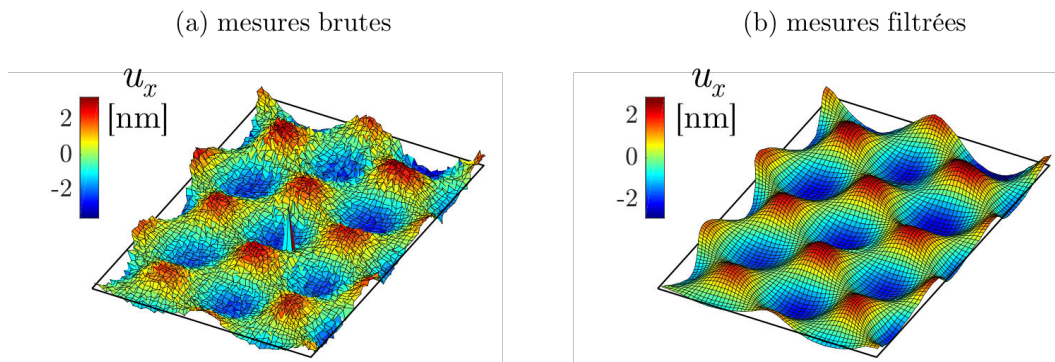 (a) mesures brutes
(b) mesures filtrées
u_x
[nm]
2
0
-2
u_x
[nm]
2
0
-2